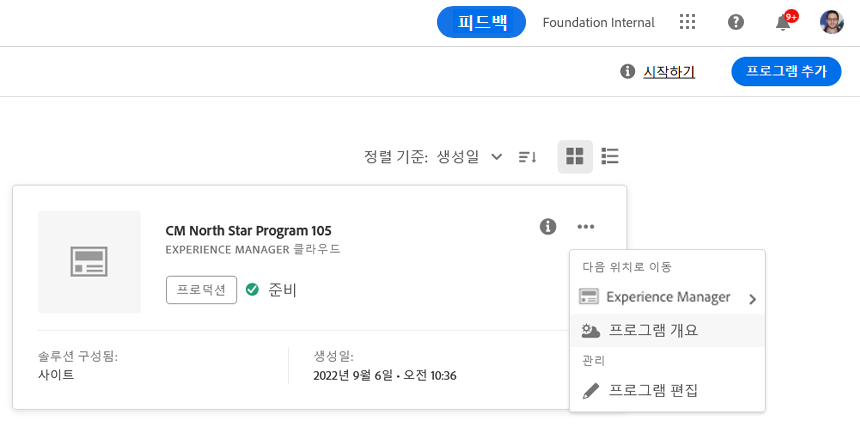 피드백 Foundation Internal 9+
시작하기 프로그램 추가
정렬 기준: 생성일
CM North Star Program 105
EXPERIENCE MANAGER 클라우드
프로덕션 준비
솔루션 구성됨:
사이트
생성일:
2022년 9월 6일 • 오전 10:36
다음 위치로 이동
Experience Manager
프로그램 개요
관리
프로그램 편집